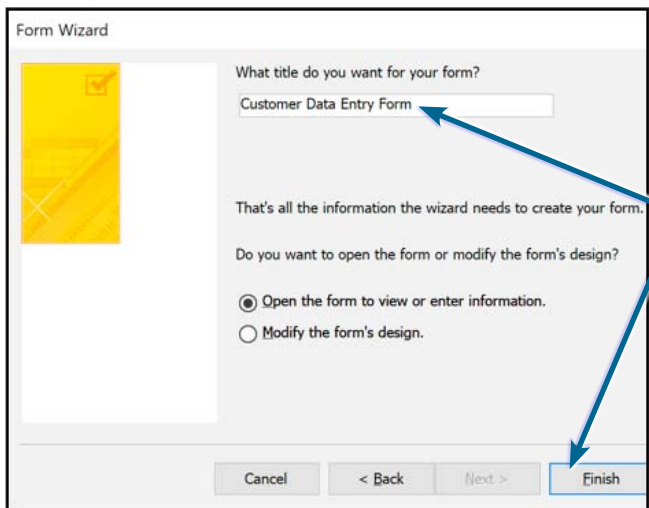 Form Wizard
What title do you want for your form?
Customer Data Entry Form
That's all the information the wizard needs to create your form.
Do you want to open the form or modify the form's design?
Open the form to view or enter information.
Modify the form's design.
Cancel < Back Next > Finish